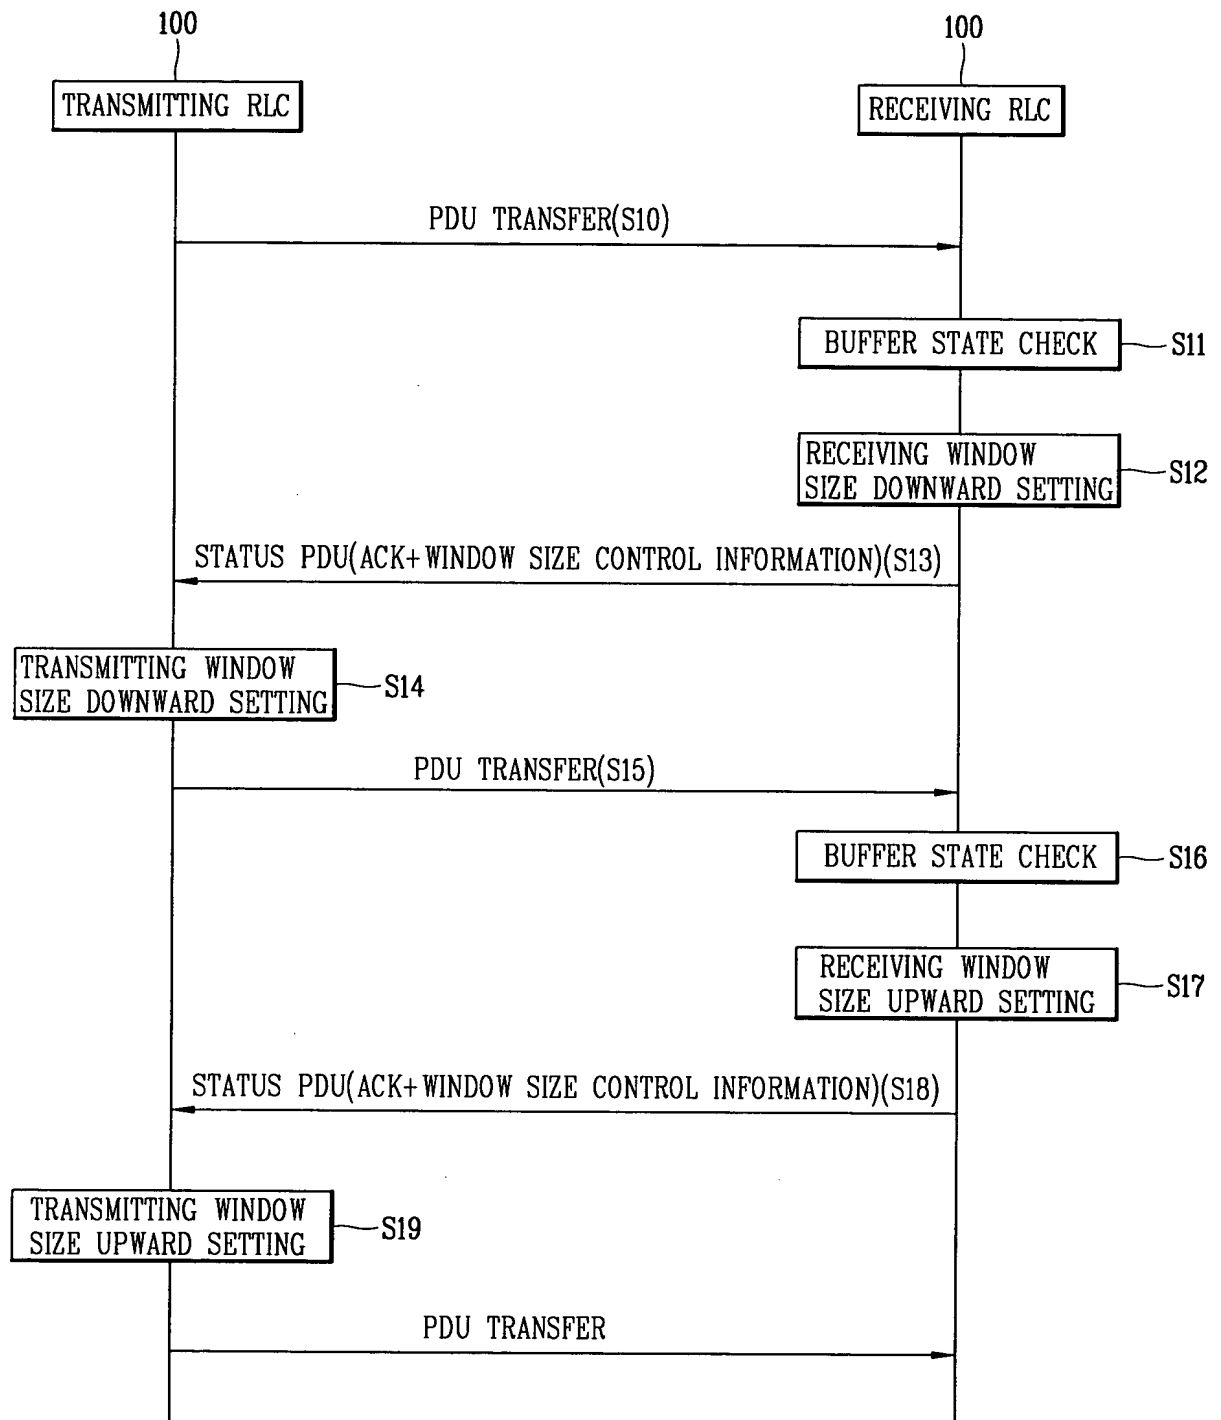 100
100
TRANSMITTING RLC
RECEIVING RLC
PDU TRANSFER(S10)
BUFFER STATE CHECK
S11
RECEIVING WINDOW
SIZE DOWNWARD SETTING
S12
STATUS PDU(ACK+WINDOW SIZE CONTROL INFORMATION)(S13)
TRANSMITTING WINDOW
SIZE DOWNWARD SETTING
S14
PDU TRANSFER(S15)
BUFFER STATE CHECK
S16
RECEIVING WINDOW
SIZE UPWARD SETTING
S17
STATUS PDU(ACK+WINDOW SIZE CONTROL INFORMATION)(S18)
TRANSMITTING WINDOW
SIZE UPWARD SETTING
S19
PDU TRANSFER